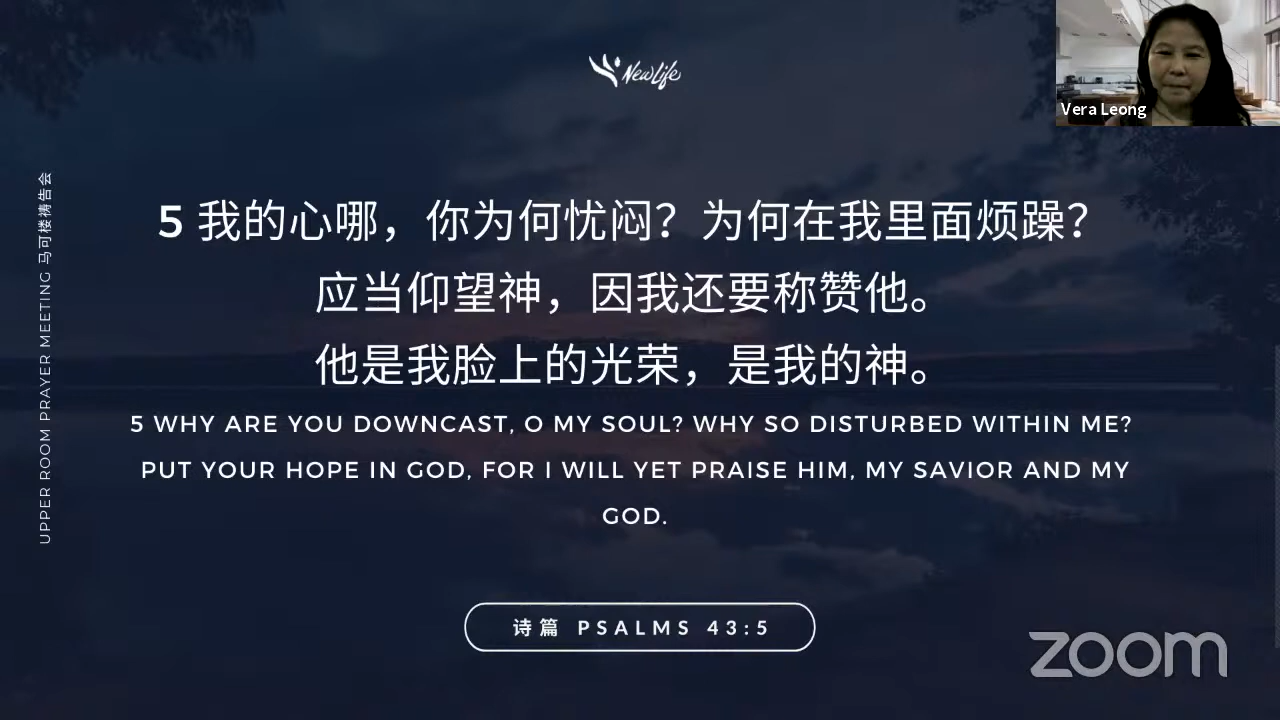 NewLife
Vera Leong
UPPER ROOM PRAYER MEETING 马可楼祷告会
5 我的心哪，你为何忧闷？为何在我里面烦躁？
应当仰望神，因我还要称赞他。
他是我脸上的光荣，是我的神。
5 WHY ARE YOU DOWNCAST, O MY SOUL? WHY SO DISTURBED WITHIN ME?
PUT YOUR HOPE IN GOD, FOR I WILL YET PRAISE HIM, MY SAVIOR AND MY
GOD.
诗篇 PSALMS 43:5
zoom